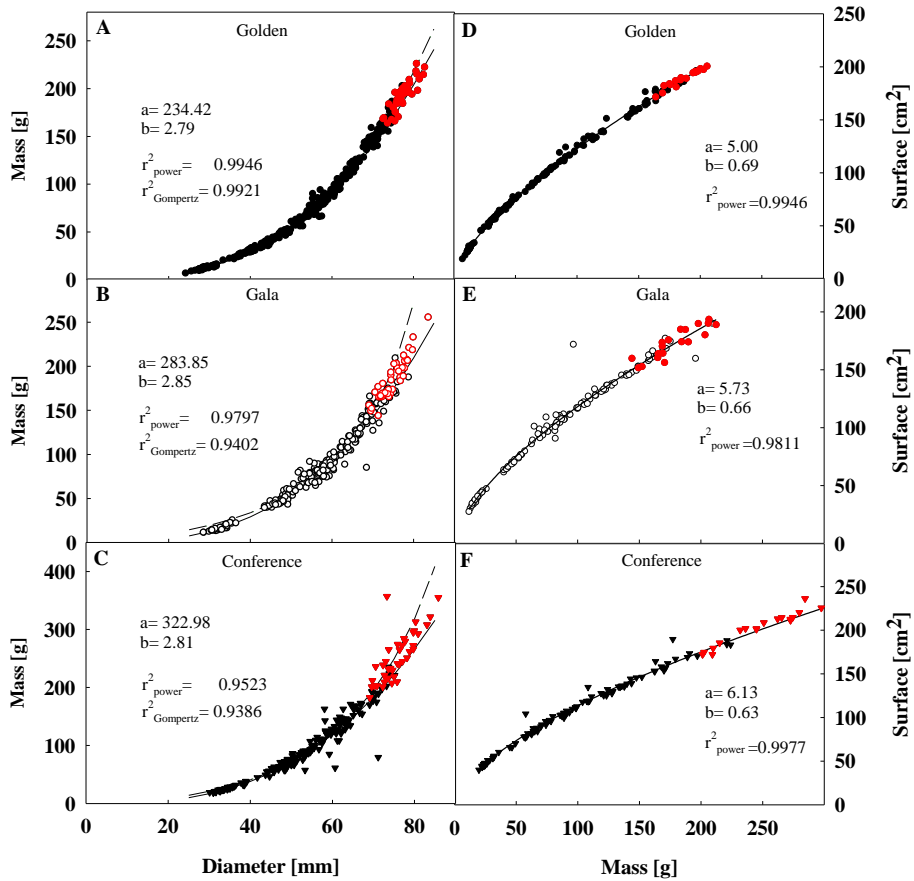 A
Golden
250
200
150
100
50
0
Mass [g]
a= 234.42
b= 2.79
r²power= 0.9946
r²Gompertz= 0.9921
D
Golden
250
200
150
100
50
0
Surface [cm²]
a= 5.00
b= 0.69
r²power=0.9946
B
Gala
250
200
150
100
50
0
Mass [g]
a= 283.85
b= 2.85
r²power= 0.9797
r²Gompertz= 0.9402
E
Gala
200
150
100
50
0
Surface [cm²]
a= 5.73
b= 0.66
r²power=0.9811
C
Conference
400
300
200
100
0
Mass [g]
a= 322.98
b= 2.81
r²power= 0.9523
r²Gompertz= 0.9386
F
Conference
250
200
150
100
50
0
Surface [cm²]
a= 6.13
b= 0.63
r²power=0.9977
0 20 40 60 80
Diameter [mm]
0 50 100 150 200 250
Mass [g]